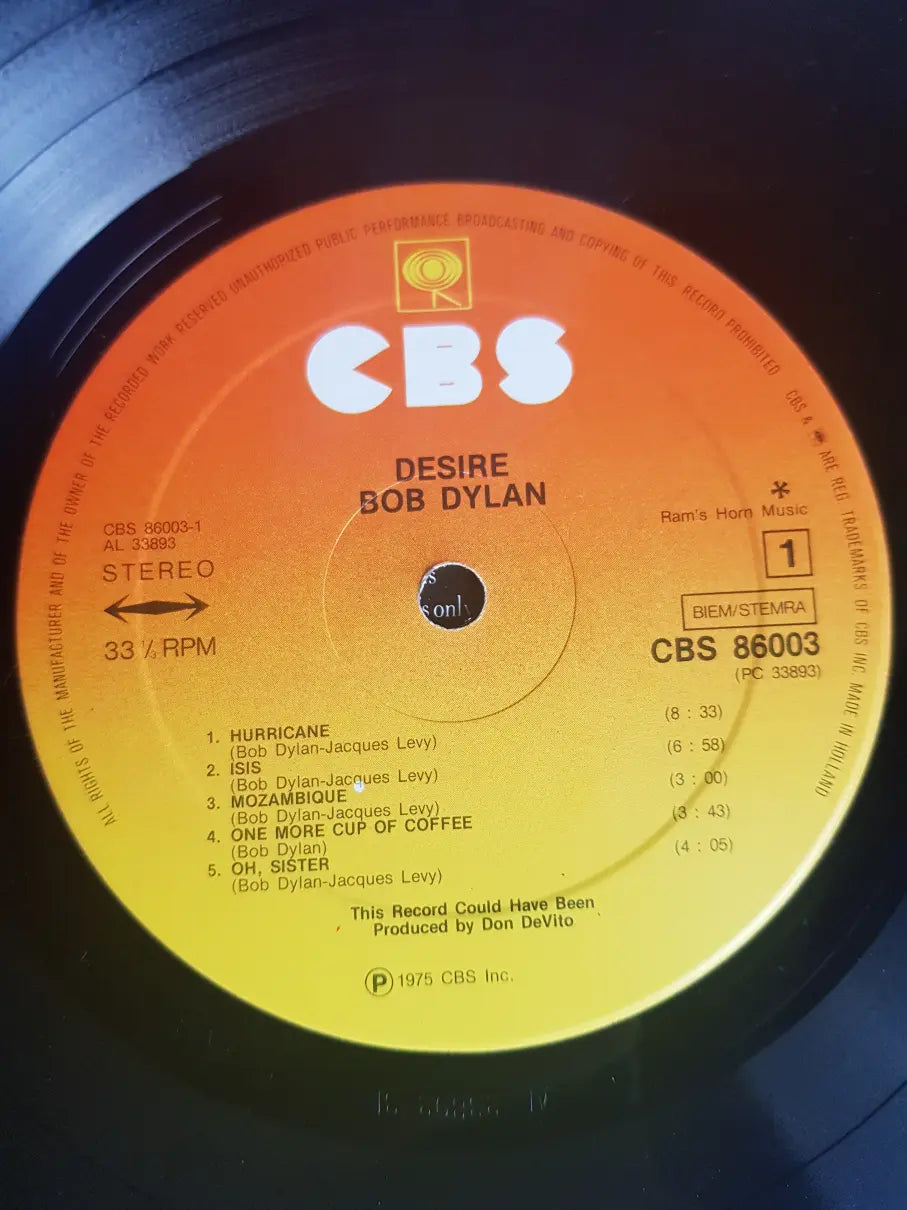 ALL RIGHTS OF THE MANUFACTURER AND OF THE OWNER OF THE RECORDED WORK RESERVED UNAUTHORIZED PUBLIC PERFORMANCE BROADCASTING AND COPYING OF THIS RECORD PROHIBITED CBS & ARE REG TRADEMARKS OF CBS INC MADE IN HOLLAND
CBS
DESIRE
BOB DYLAN
CBS 86003-1
AL 33893
STEREO
33 ⅓ RPM
*
Ram's Horn Music
1
BIEM/STEMRA
CBS 86003
(PC 33893)
s only
1. HURRICANE (8 : 33)
(Bob Dylan-Jacques Levy)
2. ISIS (6 : 58)
(Bob Dylan-Jacques Levy)
3. MOZAMBIQUE (3 : 00)
(Bob Dylan-Jacques Levy)
4. ONE MORE CUP OF COFFEE (3 : 43)
(Bob Dylan)
5. OH, SISTER (4 : 05)
(Bob Dylan-Jacques Levy)
This Record Could Have Been
Produced by Don DeVito
Ⓟ 1975 CBS Inc.